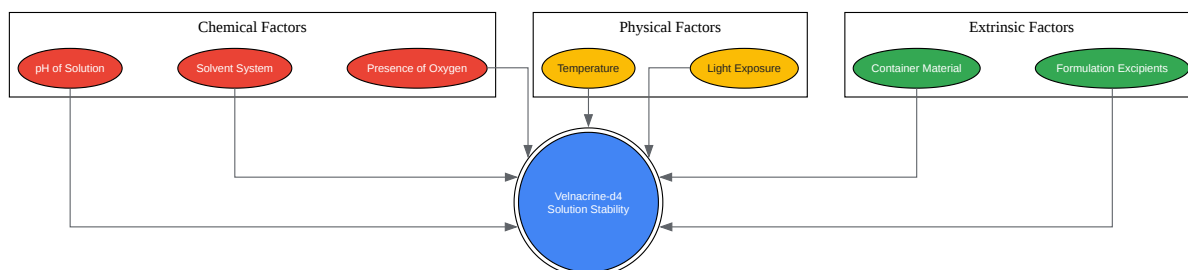 Chemical Factors
Physical Factors
Extrinsic Factors
pH of Solution
Solvent System
Presence of Oxygen
Temperature
Light Exposure
Container Material
Formulation Excipients
Velnacrine-d4
Solution Stability